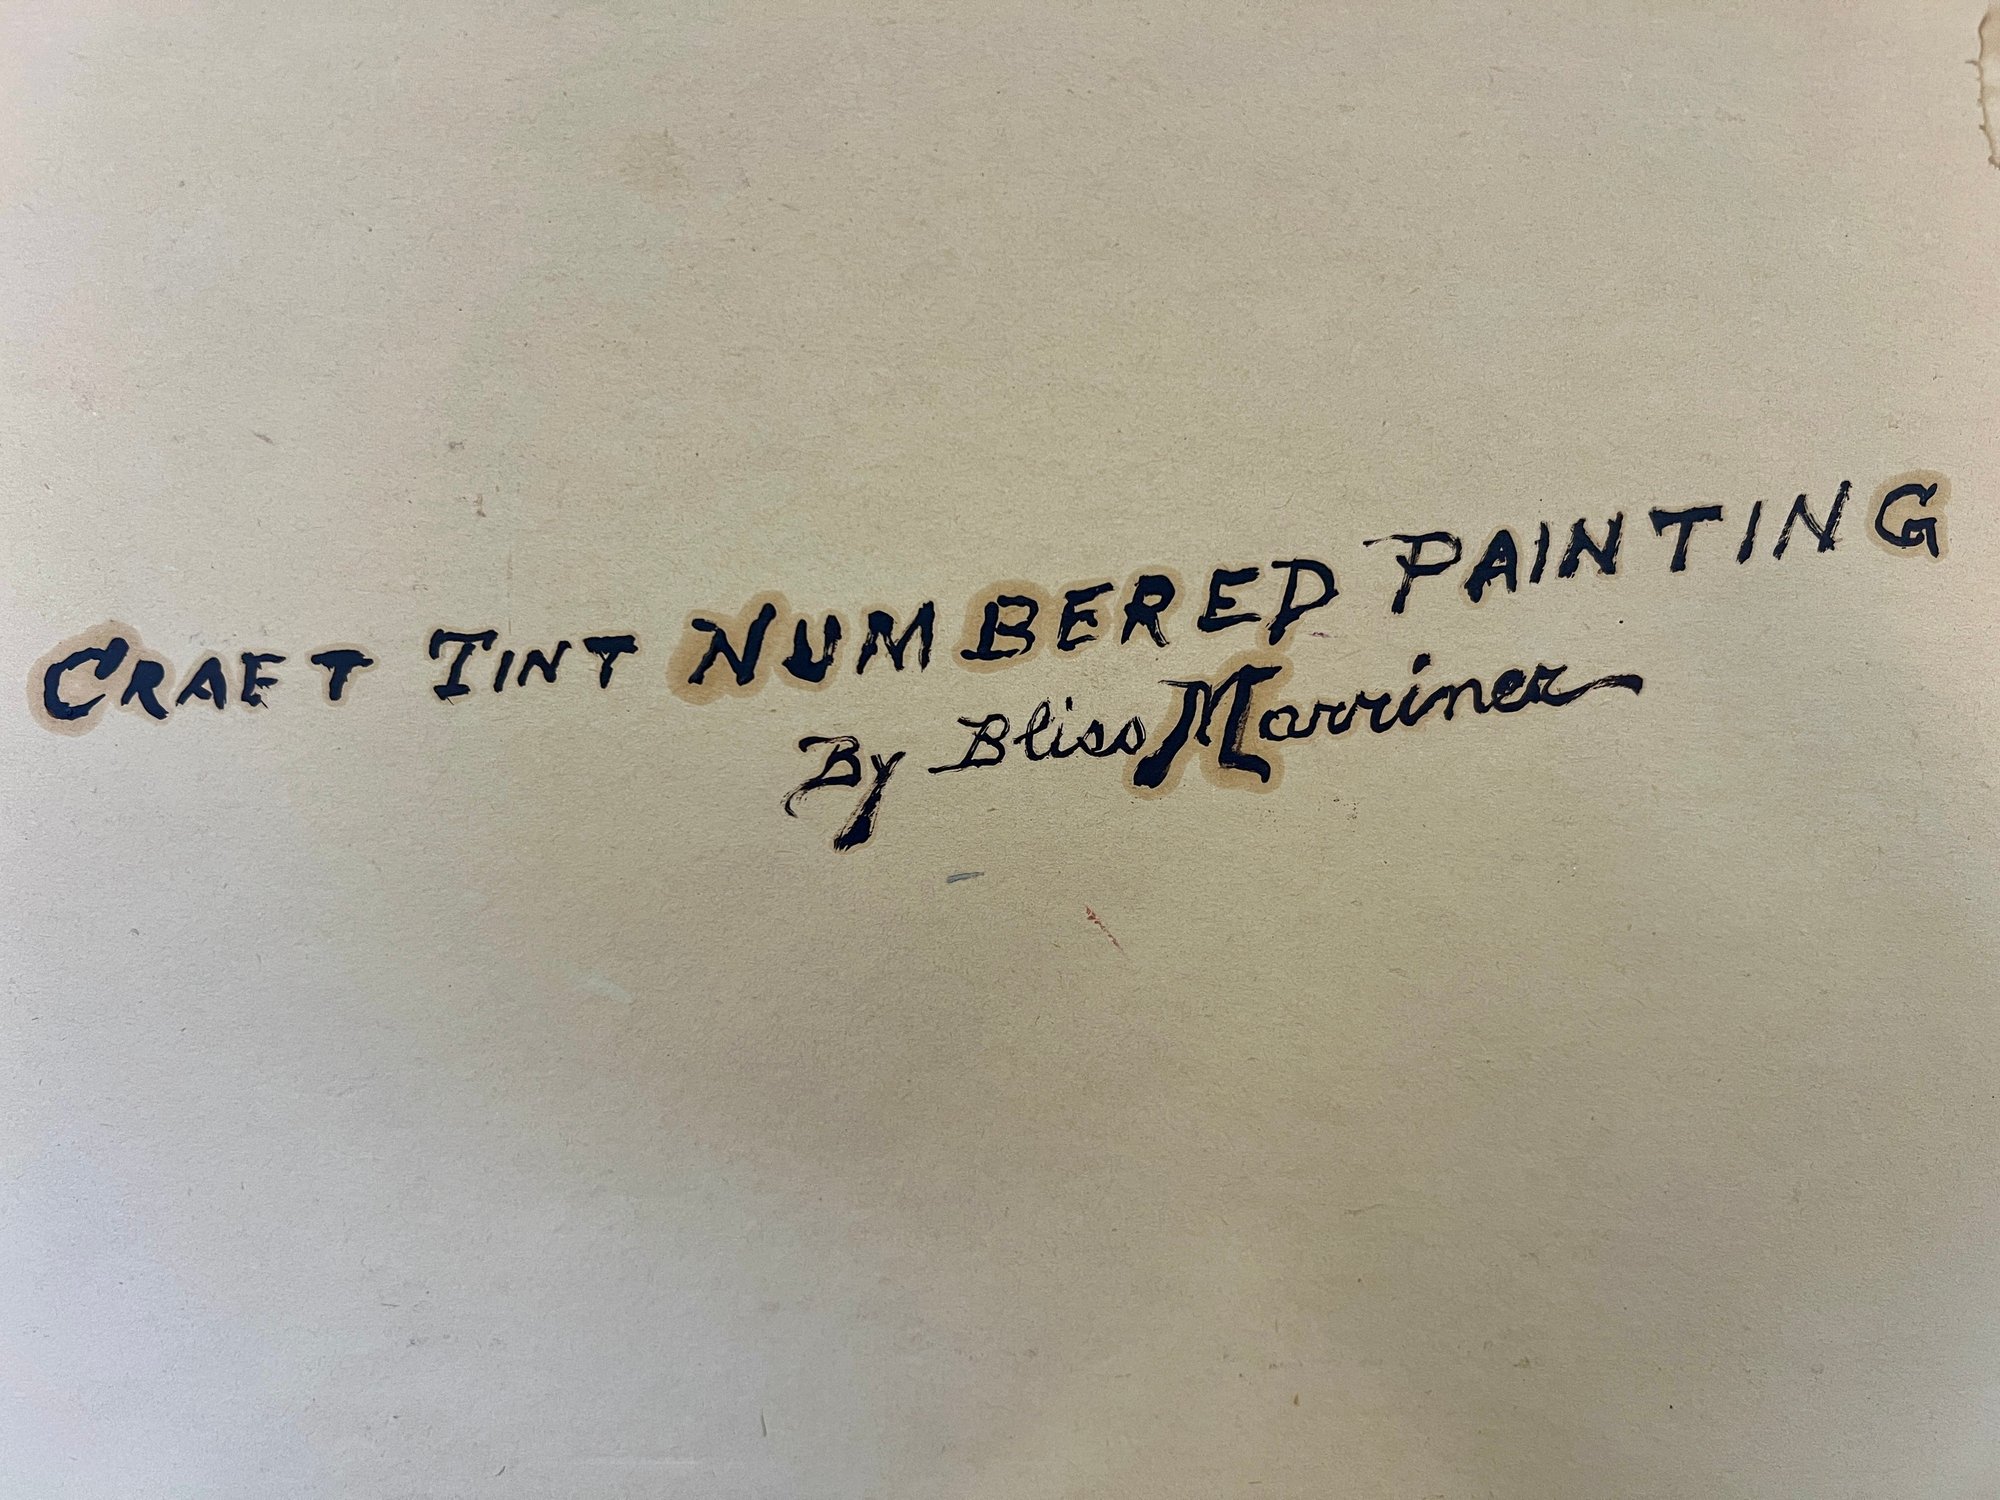 CRAFT TINT NUMBERED PAINTING
By Bliss Marriner